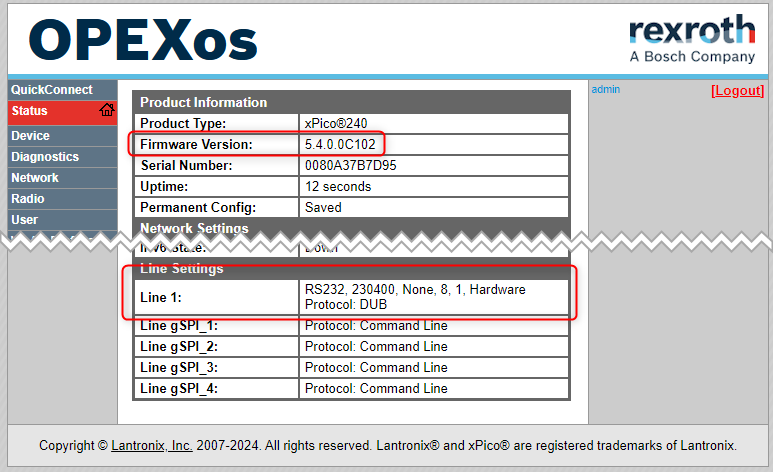 OPEXos
rexroth
A Bosch Company
QuickConnect
Status
Device
Diagnostics
Network
Radio
User
admin
[Logout]
Product Information
Product Type: xPico®240
Firmware Version: 5.4.0.0C102
Serial Number: 0080A37B7D95
Uptime: 12 seconds
Permanent Config: Saved
Network Settings
State: Down
Line Settings
Line 1: RS232, 230400, None, 8, 1, Hardware
Protocol: DUB
Line gSPI_1: Protocol: Command Line
Line gSPI_2: Protocol: Command Line
Line gSPI_3: Protocol: Command Line
Line gSPI_4: Protocol: Command Line
Copyright © Lantronix, Inc. 2007-2024. All rights reserved. Lantronix® and xPico® are registered trademarks of Lantronix.